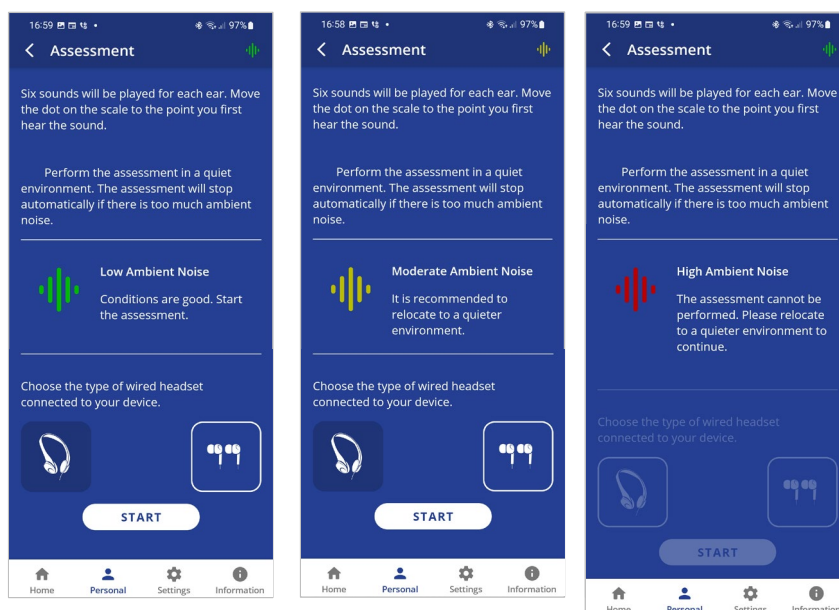 16:59
97%
Assessment
Six sounds will be played for each ear. Move
the dot on the scale to the point you first
hear the sound.
Perform the assessment in a quiet
environment. The assessment will stop
automatically if there is too much ambient
noise.
Low Ambient Noise
Conditions are good. Start
the assessment.
Choose the type of wired headset
connected to your device.
START
Home Personal Settings Information
16:58
97%
Assessment
Six sounds will be played for each ear. Move
the dot on the scale to the point you first
hear the sound.
Perform the assessment in a quiet
environment. The assessment will stop
automatically if there is too much ambient
noise.
Moderate Ambient Noise
It is recommended to
relocate to a quieter
environment.
Choose the type of wired headset
connected to your device.
START
Home Personal Settings Information
16:59
97%
Assessment
Six sounds will be played for each ear. Move
the dot on the scale to the point you first
hear the sound.
Perform the assessment in a quiet
environment. The assessment will stop
automatically if there is too much ambient
noise.
High Ambient Noise
The assessment cannot be
performed. Please relocate
to a quieter environment to
continue.
Choose the type of wired headset
connected to your device.
START
Home Personal Settings Information